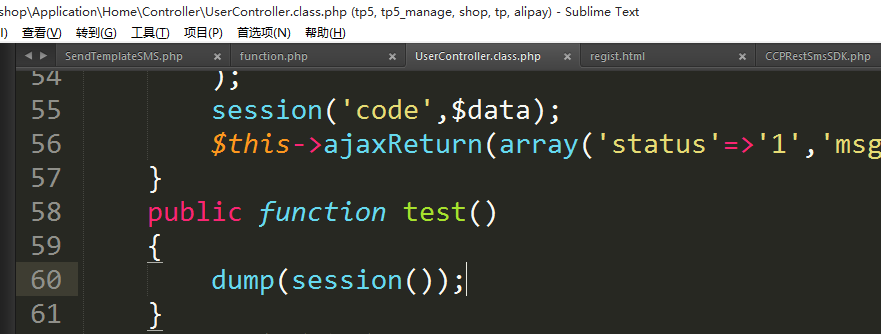 shop\Application\Home\Controller\UserController.class.php (tp5, tp5_manage, shop, tp, alipay) - Sublime Text
I) 查看(V) 转到(G) 工具(T) 项目(P) 首选项(N) 帮助(H)
SendTemplateSMS.php × function.php × UserController.class.php × regist.html × CCPRestSmsSDK.php
54 );
55 session('code',$data);
56 $this->ajaxReturn(array('status'=>'1','msg
57 }
58 public function test()
59 {
60 dump(session());
61 }